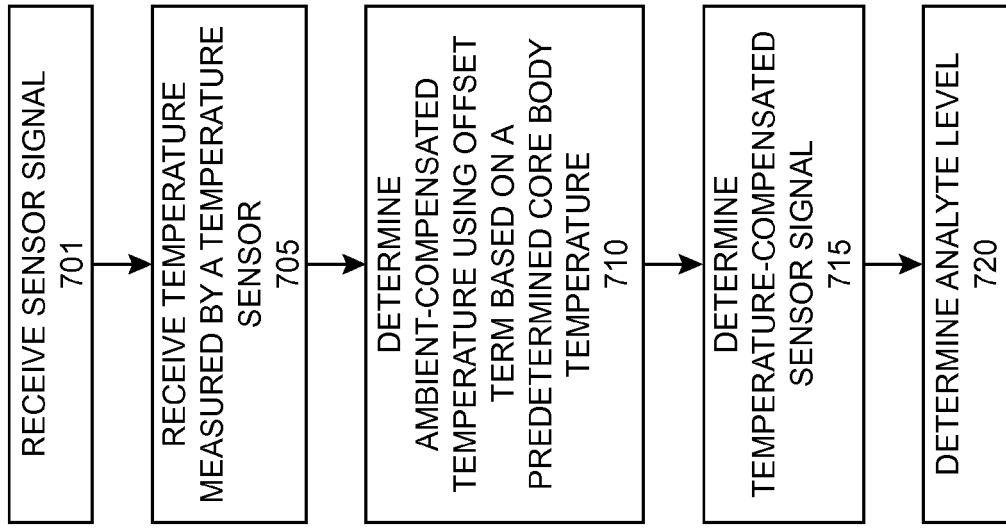 RECEIVE SENSOR SIGNAL
701
RECEIVE TEMPERATURE
MEASURED BY A TEMPERATURE
SENSOR
705
DETERMINE
AMBIENT-COMPENSATED
TEMPERATURE USING OFFSET
TERM BASED ON A
PREDETERMINED CORE BODY
TEMPERATURE
710
DETERMINE
TEMPERATURE-COMPENSATED
SENSOR SIGNAL
715
DETERMINE ANALYTE LEVEL
720